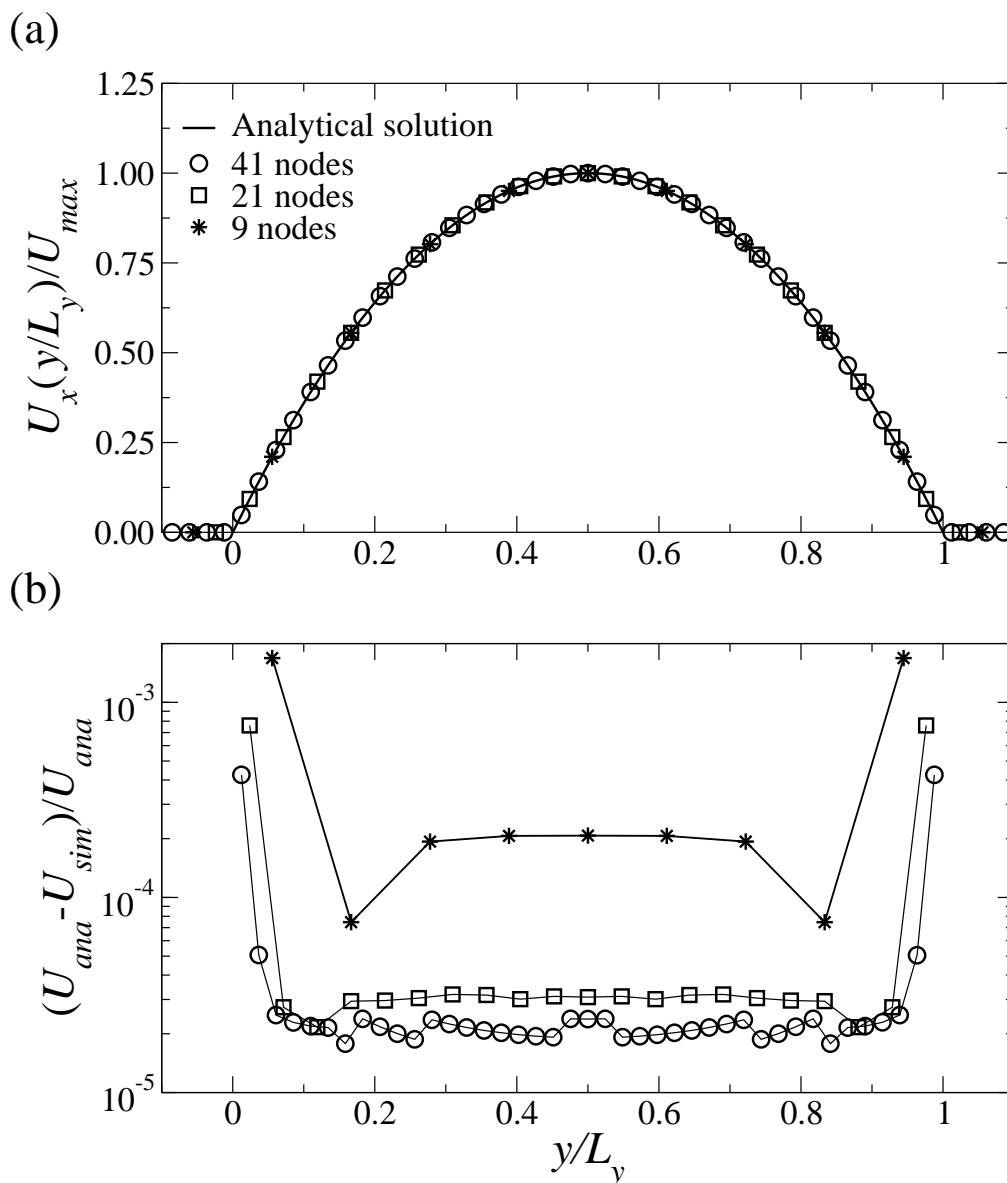 (a)
1.25
1.00
0.75
0.50
0.25
0.00
U_x(y/L_y)/U_max
Analytical solution
41 nodes
21 nodes
9 nodes
0 0.2 0.4 0.6 0.8 1
(b)
10^-3
10^-4
10^-5
(U_ana-U_sim)/U_ana
0 0.2 0.4 0.6 0.8 1
y/L_y